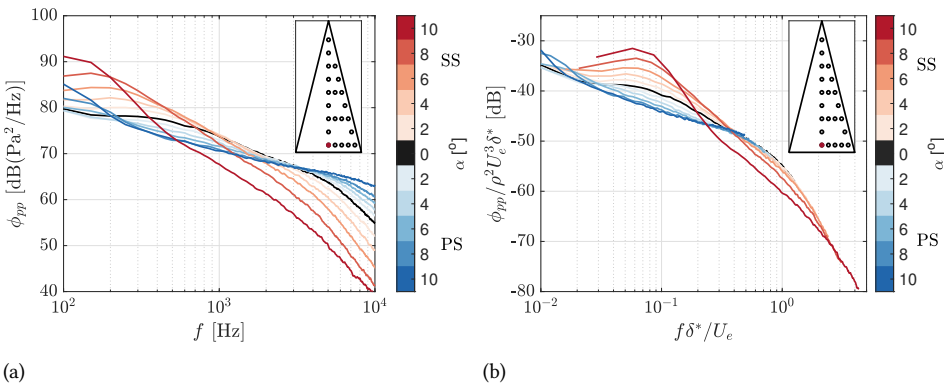 100
90
80
70
60
50
40
10² 10³ 10⁴
f [Hz]
ϕpp [dB(Pa²/Hz)]
10
8
6
4
2
0
2
4
6
8
10
SS
PS
α [º]
(a)
-30
-40
-50
-60
-70
-80
10⁻² 10⁻¹ 10⁰
fδ*/Ue
ϕpp/ρ²Ue³δ* [dB]
10
8
6
4
2
0
2
4
6
8
10
SS
PS
α [º]
(b)